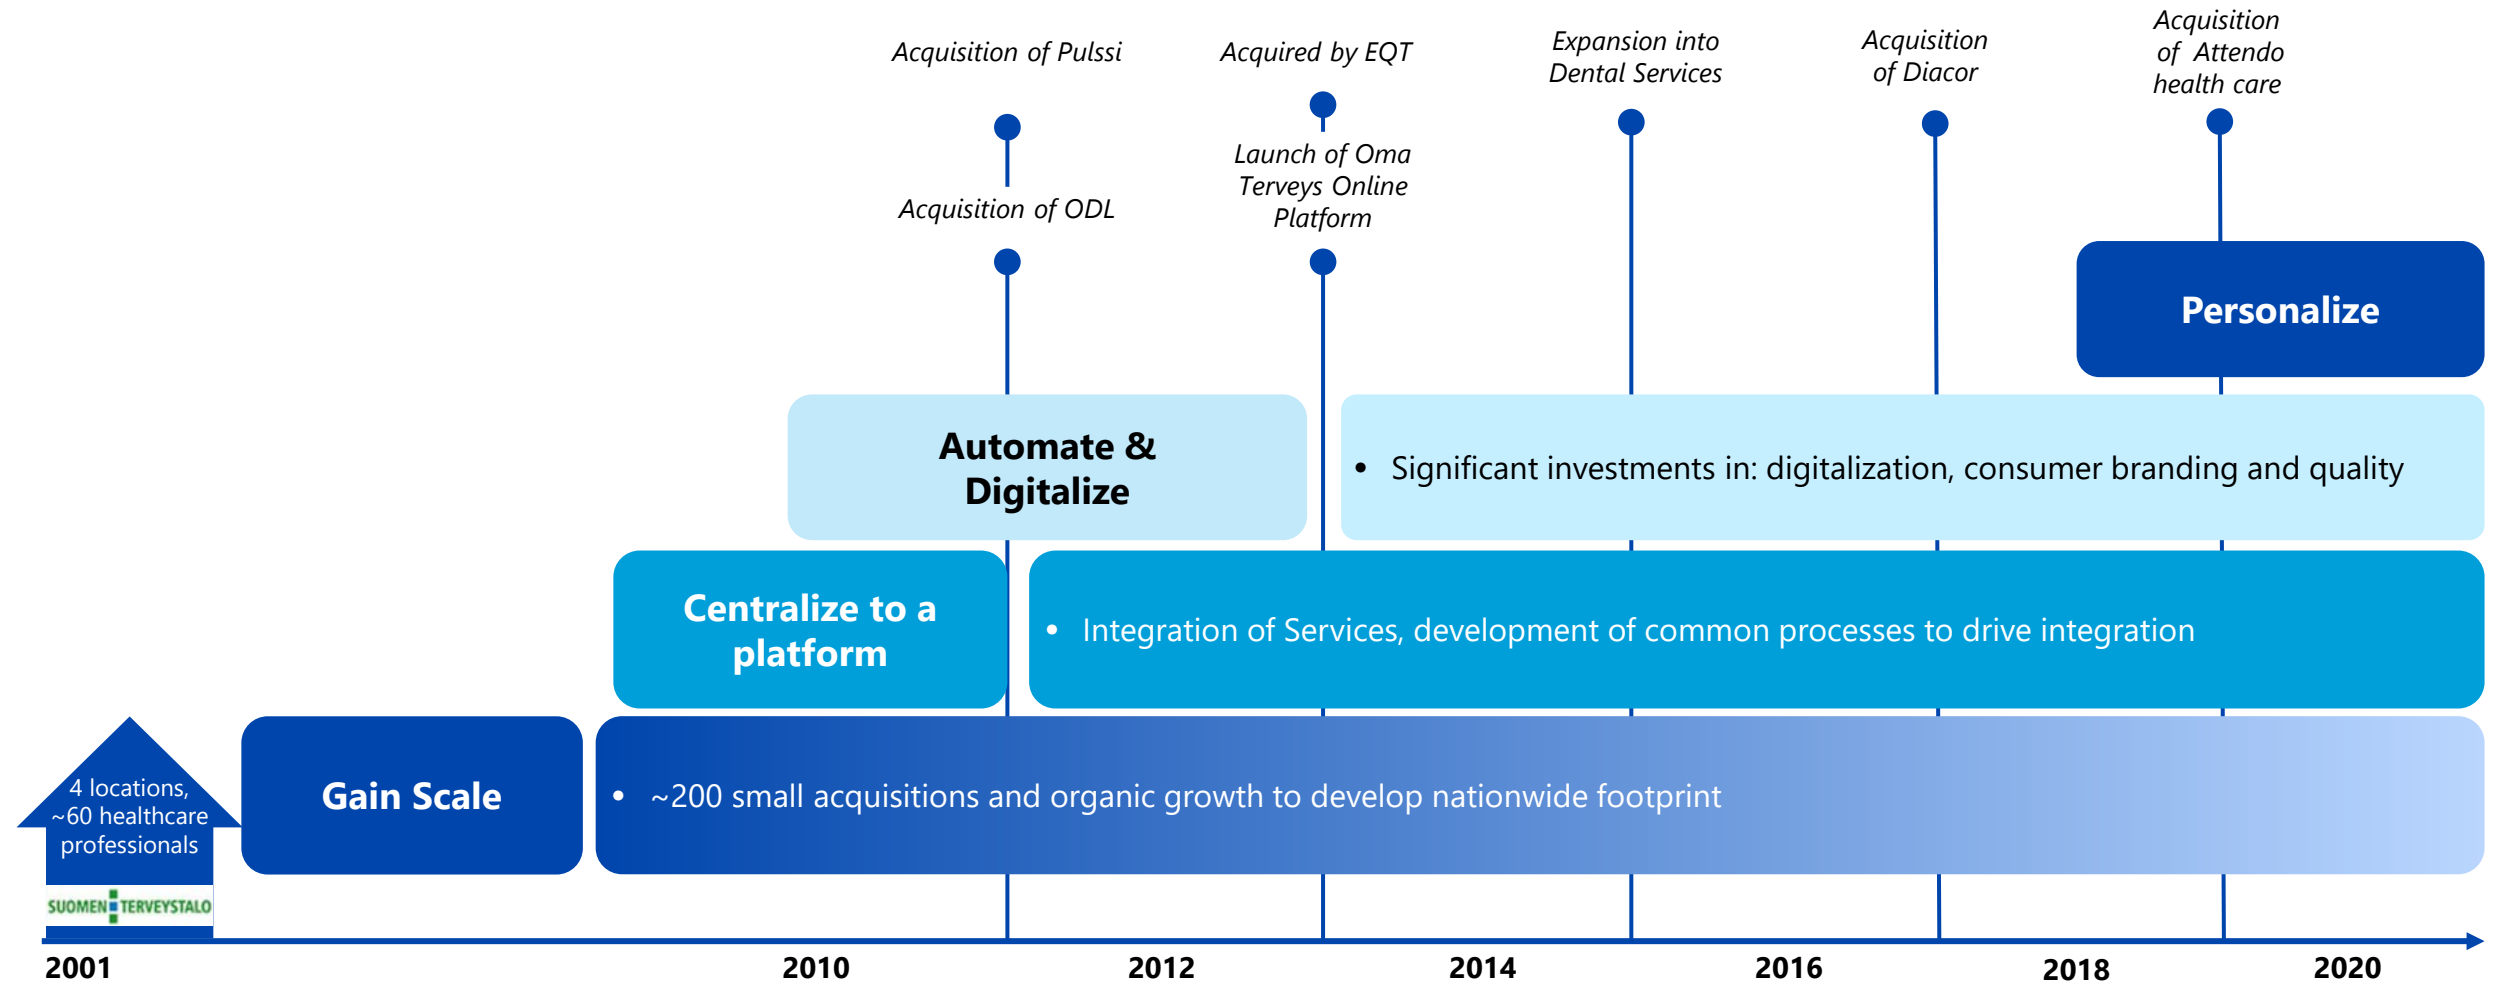 Acquisition of Pulssi
Acquired by EQT
Expansion into
Dental Services
Acquisition
of Diacor
Acquisition
of Attendo
health care
Acquisition of ODL
Launch of Oma
Terveys Online
Platform
Personalize
Automate &
Digitalize
• Significant investments in: digitalization, consumer branding and quality
Centralize to a
platform
• Integration of Services, development of common processes to drive integration
4 locations,
~60 healthcare
professionals
SUOMEN TERVEYSTALO
Gain Scale
• ~200 small acquisitions and organic growth to develop nationwide footprint
2001
2010
2012
2014
2016
2018
2020